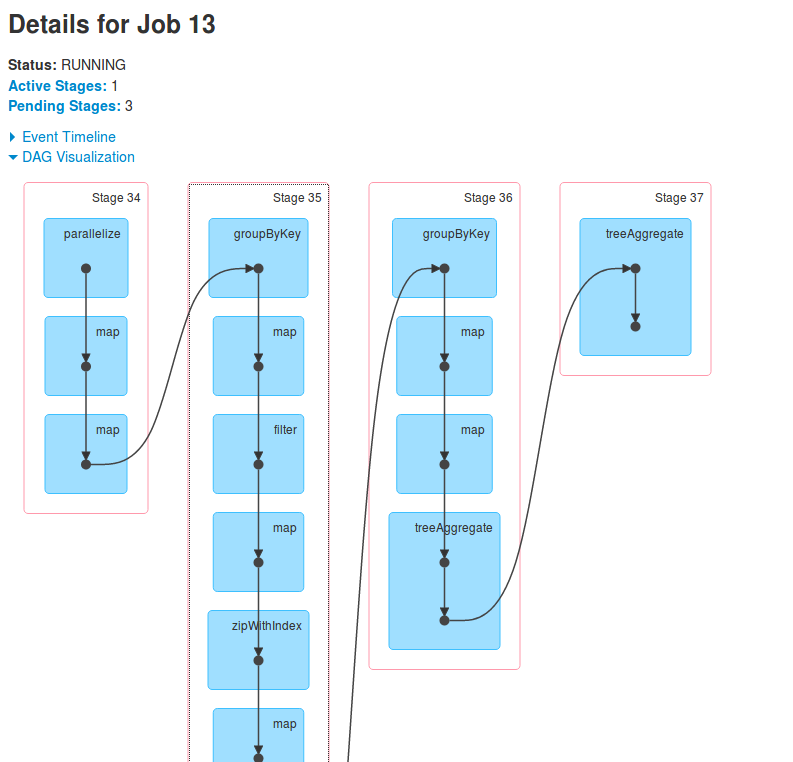 Details for Job 13
Status: RUNNING
Active Stages: 1
Pending Stages: 3
Event Timeline
DAG Visualization
Stage 34
parallelize
map
map
Stage 35
groupByKey
map
filter
map
zipWithIndex
map
Stage 36
groupByKey
map
map
treeAggregate
Stage 37
treeAggregate